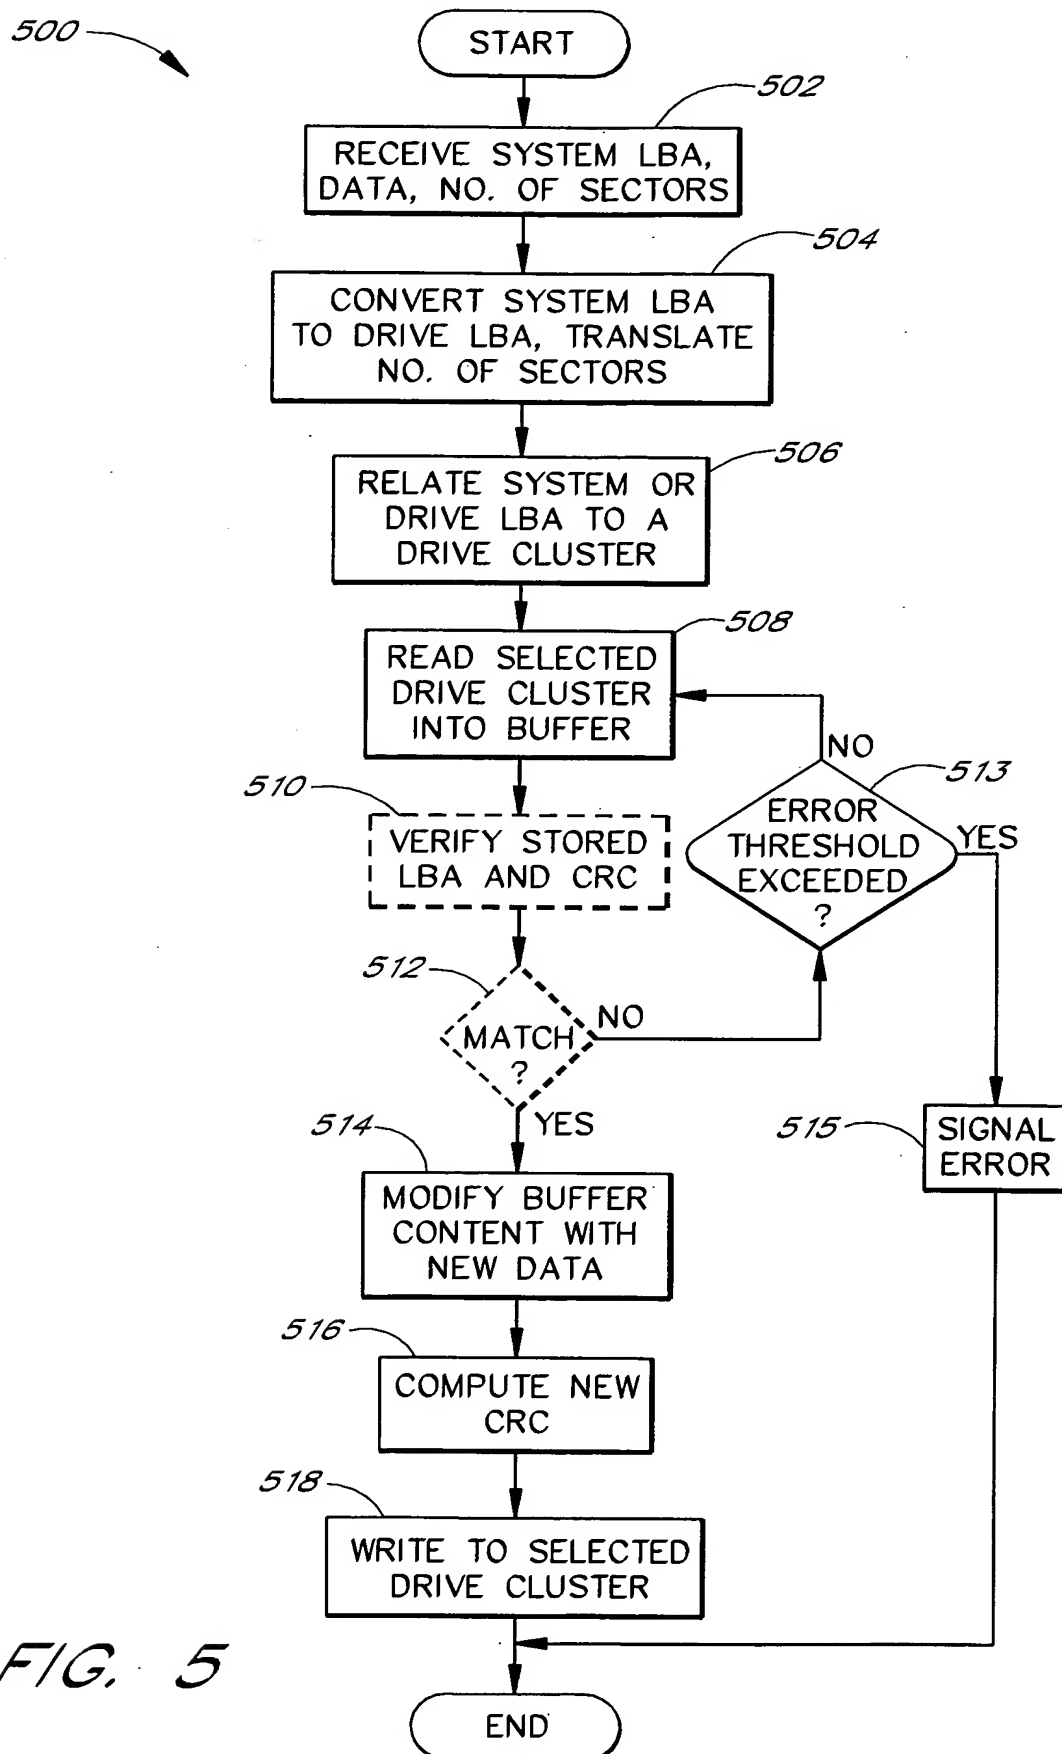 500
START
502
RECEIVE SYSTEM LBA,
DATA, NO. OF SECTORS
504
CONVERT SYSTEM LBA
TO DRIVE LBA, TRANSLATE
NO. OF SECTORS
506
RELATE SYSTEM OR
DRIVE LBA TO A
DRIVE CLUSTER
508
READ SELECTED
DRIVE CLUSTER
INTO BUFFER
NO
513
ERROR
THRESHOLD
EXCEEDED
?
YES
510
VERIFY STORED
LBA AND CRC
512
MATCH
?
NO
YES
515
SIGNAL
ERROR
514
MODIFY BUFFER
CONTENT WITH
NEW DATA
516
COMPUTE NEW
CRC
518
WRITE TO SELECTED
DRIVE CLUSTER
FIG. 5
END